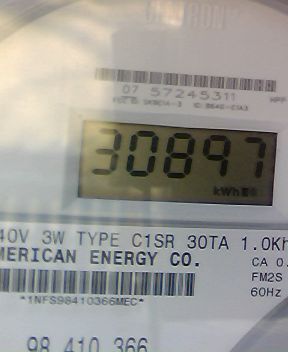 07 57245311
30897
kWh
40V 3W TYPE C1SR 30TA 1.0Kh
MERICAN ENERGY CO.
CA 0.
FM2S
*1NFS98410366MEC*
60Hz
98 410 366